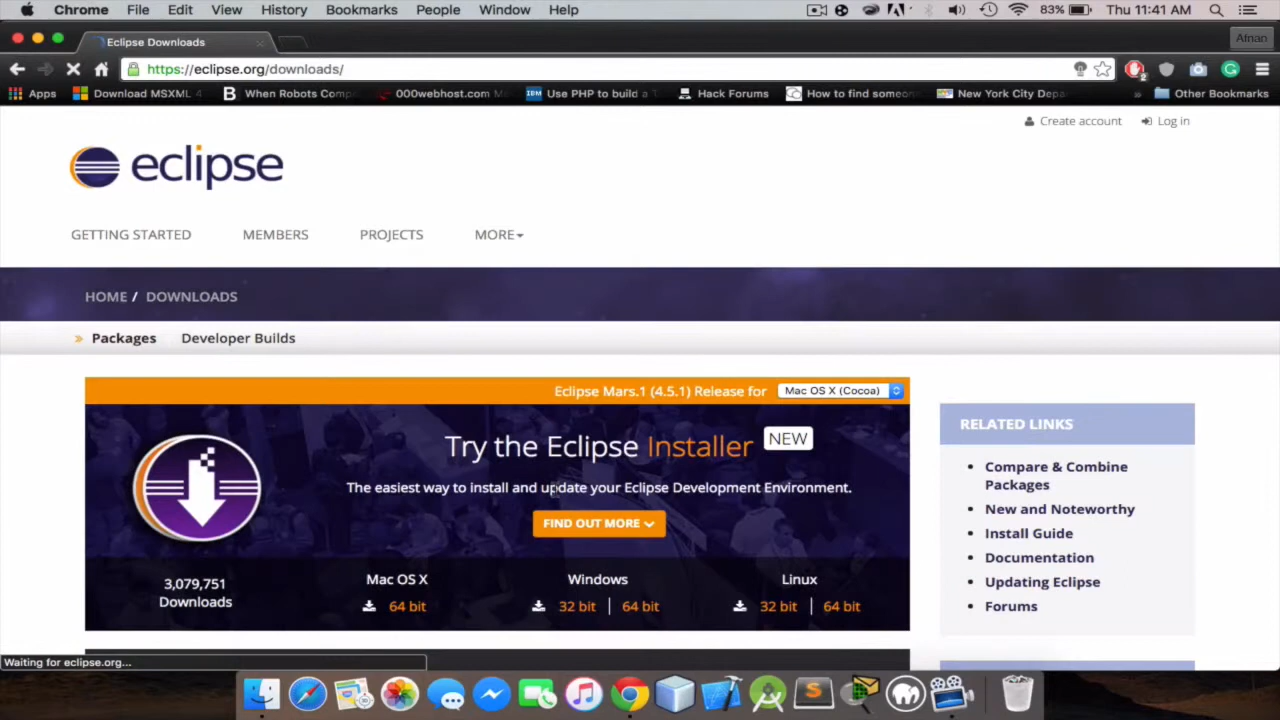 Chrome File Edit View History Bookmarks People Window Help 83% Thu 11:41 AM
Eclipse Downloads Afnan
https://eclipse.org/downloads/
Apps Download MSXML 4 B When Robots Comp 000webhost.com M IBM Use PHP to build a Hack Forums How to find someon New York City Depa » Other Bookmarks
Create account Log in
eclipse
GETTING STARTED MEMBERS PROJECTS MORE
HOME / DOWNLOADS
» Packages Developer Builds
Eclipse Mars.1 (4.5.1) Release for Mac OS X (Cocoa)
Try the Eclipse Installer NEW
The easiest way to install and update your Eclipse Development Environment.
FIND OUT MORE
3,079,751
Downloads
Mac OS X
64 bit
Windows
32 bit | 64 bit
Linux
32 bit | 64 bit
RELATED LINKS
• Compare & Combine
Packages
• New and Noteworthy
• Install Guide
• Documentation
• Updating Eclipse
• Forums
Waiting for eclipse.org...